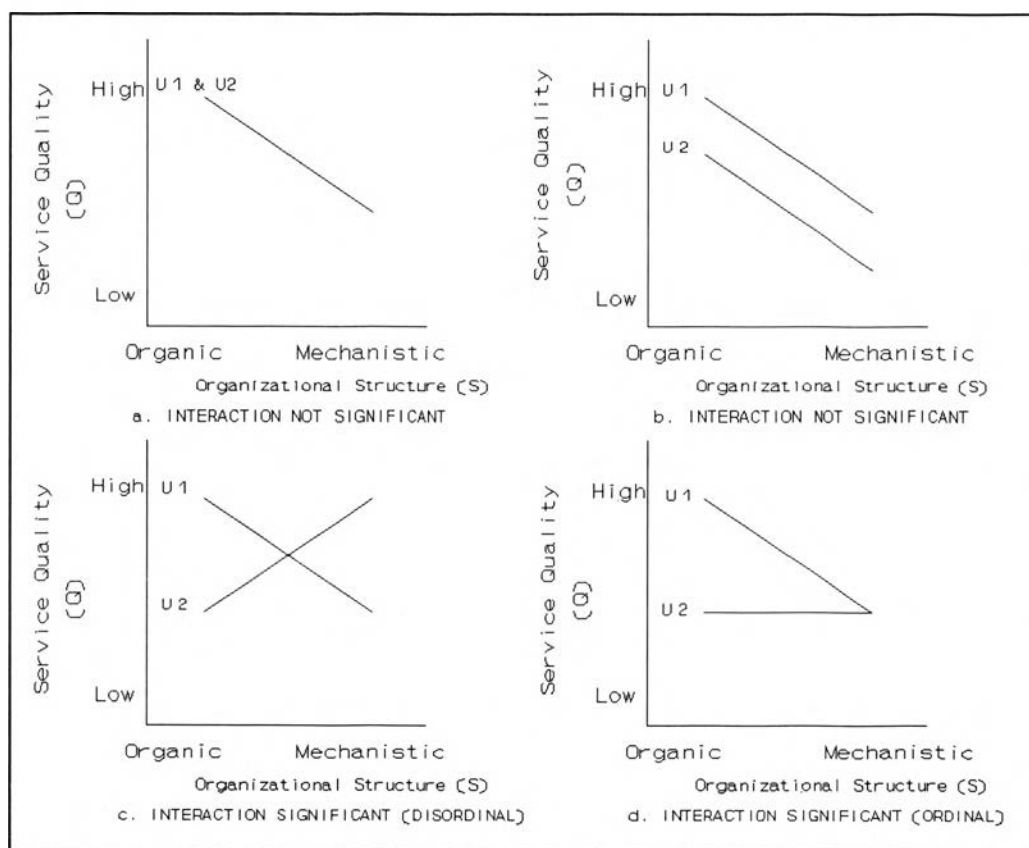 Service Quality
(Q)
High
U1 & U2
Low
Organic
Mechanistic
Organizational Structure (S)
a. INTERACTION NOT SIGNIFICANT
Service Quality
(Q)
High
U1
U2
Low
Organic
Mechanistic
Organizational Structure (S)
b. INTERACTION NOT SIGNIFICANT
Service Quality
(Q)
High
U1
U2
Low
Organic
Mechanistic
Organizational Structure (S)
c. INTERACTION SIGNIFICANT (DISORDINAL)
Service Quality
(Q)
High
U1
U2
Low
Organic
Mechanistic
Organizational Structure (S)
d. INTERACTION SIGNIFICANT (ORDINAL)